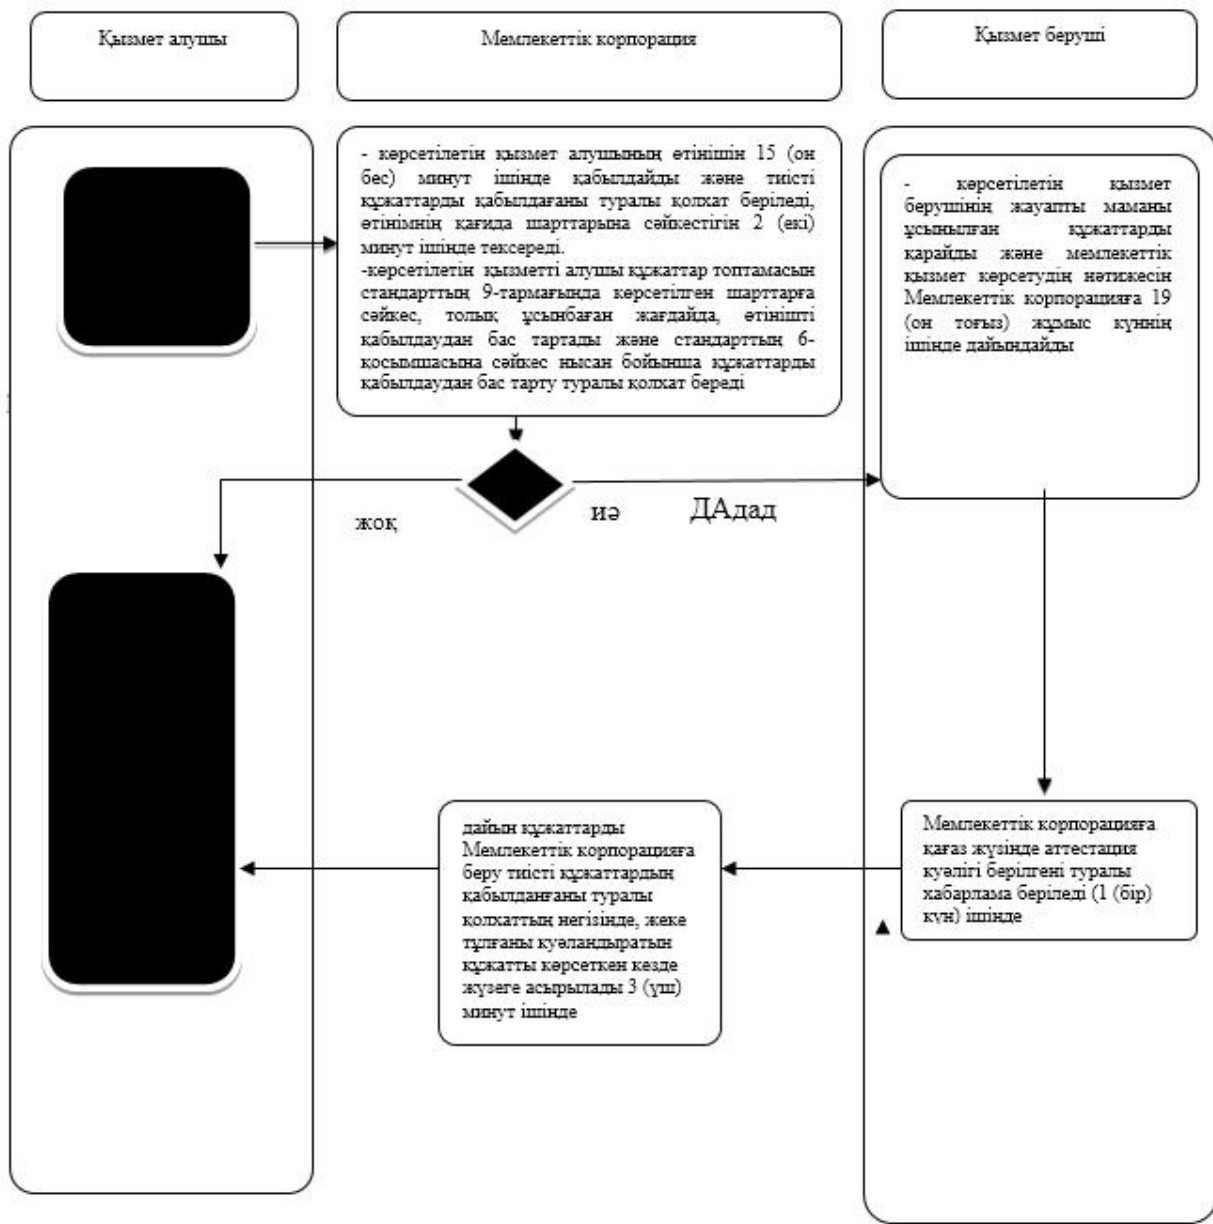 Қызмет алушы
Мемлекеттік корпорация
Қызмет беруші
- көрсетілетін қызмет алушының өтінішін 15 (он
бес) минут ішінде қабылдайды және тиісті
құжаттарды қабылдағаны туралы қолхат беріледі,
өтінімнің қағида шарттарына сәйкестігін 2 (екі)
минут ішінде тексереді.
-көрсетілетін қызметті алушы құжаттар топтамасын
стандарттың 9-тармағында көрсетілген шарттарға
сәйкес, толық ұсынбаған жағдайда, өтінішті
қабылдаудан бас тартады және стандарттың 6-
қосымшасына сәйкес нысан бойынша құжаттарды
қабылдаудан бас тарту туралы қолхат береді
- көрсетілетін қызмет
берушінің жауапты маманы
ұсынылған құжаттарды
қарайды және мемлекеттік
қызмет көрсетудің нәтижесін
Мемлекеттік корпорацияға 19
(он тоғыз) жұмыс күннің
ішінде дайындайды
жоқ
иә
ДАдад
дайын құжаттарды
Мемлекеттік корпорацияға
беру тиісті құжаттардың
қабылданғаны туралы
қолхаттың негізінде, жеке
тұлғаны куәландыратын
құжатты көрсеткен кезде
жүзеге асырылады 3 (үш)
минут ішінде
Мемлекеттік корпорацияға
қағаз жүзінде аттестация
куәлігі берілгені туралы
хабарлама беріледі (1 (бір)
күн) ішінде